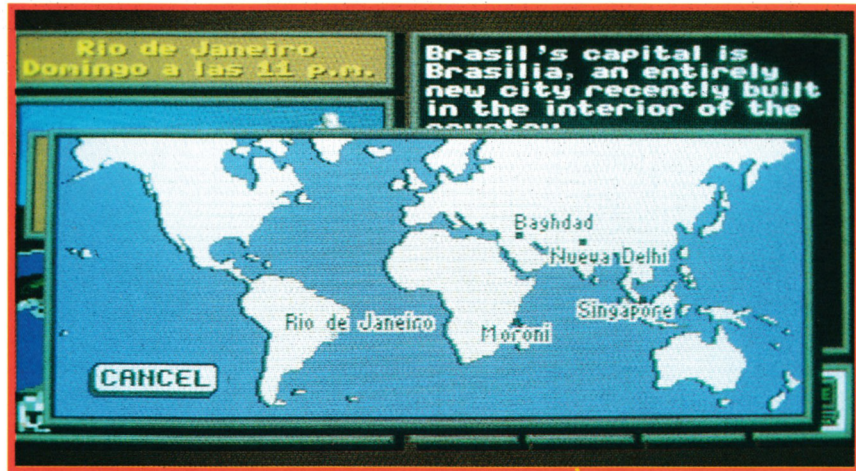 Rio de Janeiro
Domingo a las 11 p.m.
Brasil's capital is
Brasilia, an entirely
new city recently built
in the interior of the
country
Baghdad
Nueva Delhi
Singapore
Rio de Janeiro
Moroni
CANCEL